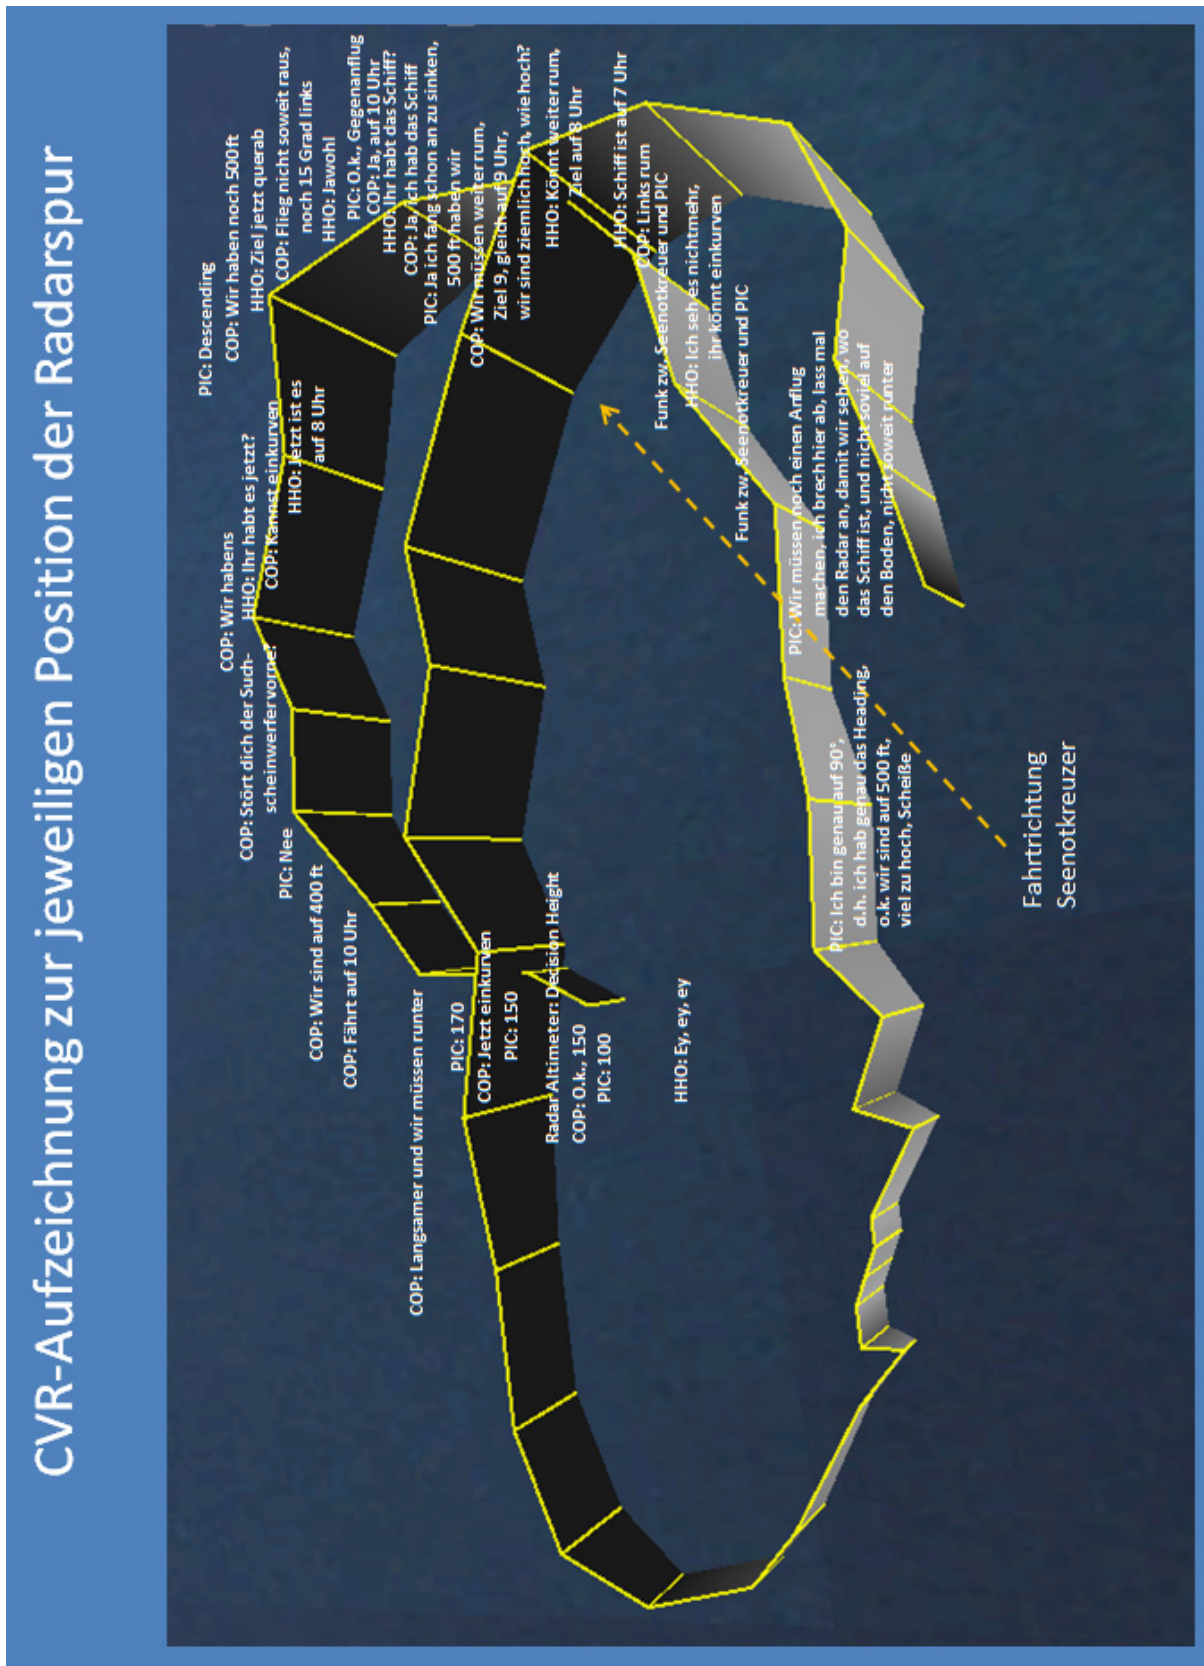 CVR-Aufzeichnung zur jeweiligen Position der Radarspur
PIC: Descending
COP: Wir haben noch 500 ft
HHO: Ziel jetzt querab
COP: Flieg nicht soweit raus,
noch 15 Grad links
HHO: Jawohl
PIC: O.k., Gegenanflug
COP: Ja, auf 10 Uhr
HHO: Ihr habt das Schiff?
COP: Ja, ich hab das Schiff
PIC: Ja ich fang schon an zu sinken,
500 ft haben wir
COP: Wir müssen weiter rum,
Ziel 9, gleich auf 9 Uhr,
wir sind ziemlich hoch, wie hoch?
HHO: Könnt weiter rum,
Ziel auf 8 Uhr
HHO: Schiff ist auf 7 Uhr
COP: Links rum
Funk zw. Seenotkreuer und PIC
HHO: Ich seh es nichtmehr,
ihr könnt einkurven
Funk zw. Seenotkreuer und PIC
PIC: Wir müssen noch einen Anflug
machen, ich brech hier ab, lass mal
den Radar an, damit wir sehen, wo
das Schiff ist, und nicht soviel auf
den Boden, nicht soweit runter
PIC: Ich bin genau auf 90°,
d.h. ich hab genau das Heading,
o.k. wir sind auf 500 ft,
viel zu hoch, Scheiße
COP: Wir habens
HHO: Ihr habt es jetzt?
COP: Kannst einkurven
HHO: Jetzt ist es
auf 8 Uhr
COP: Stört dich der Such-
scheinwerfer vorne?
PIC: Nee
COP: Wir sind auf 400 ft
COP: Fährt auf 10 Uhr
COP: Langsamer und wir müssen runter
PIC: 170
COP: Jetzt einkurven
PIC: 150
Radar Altimeter: Decision Height
COP: O.k., 150
PIC: 100
HHO: Ey, ey, ey
Fahrtrichtung
Seenotkreuzer